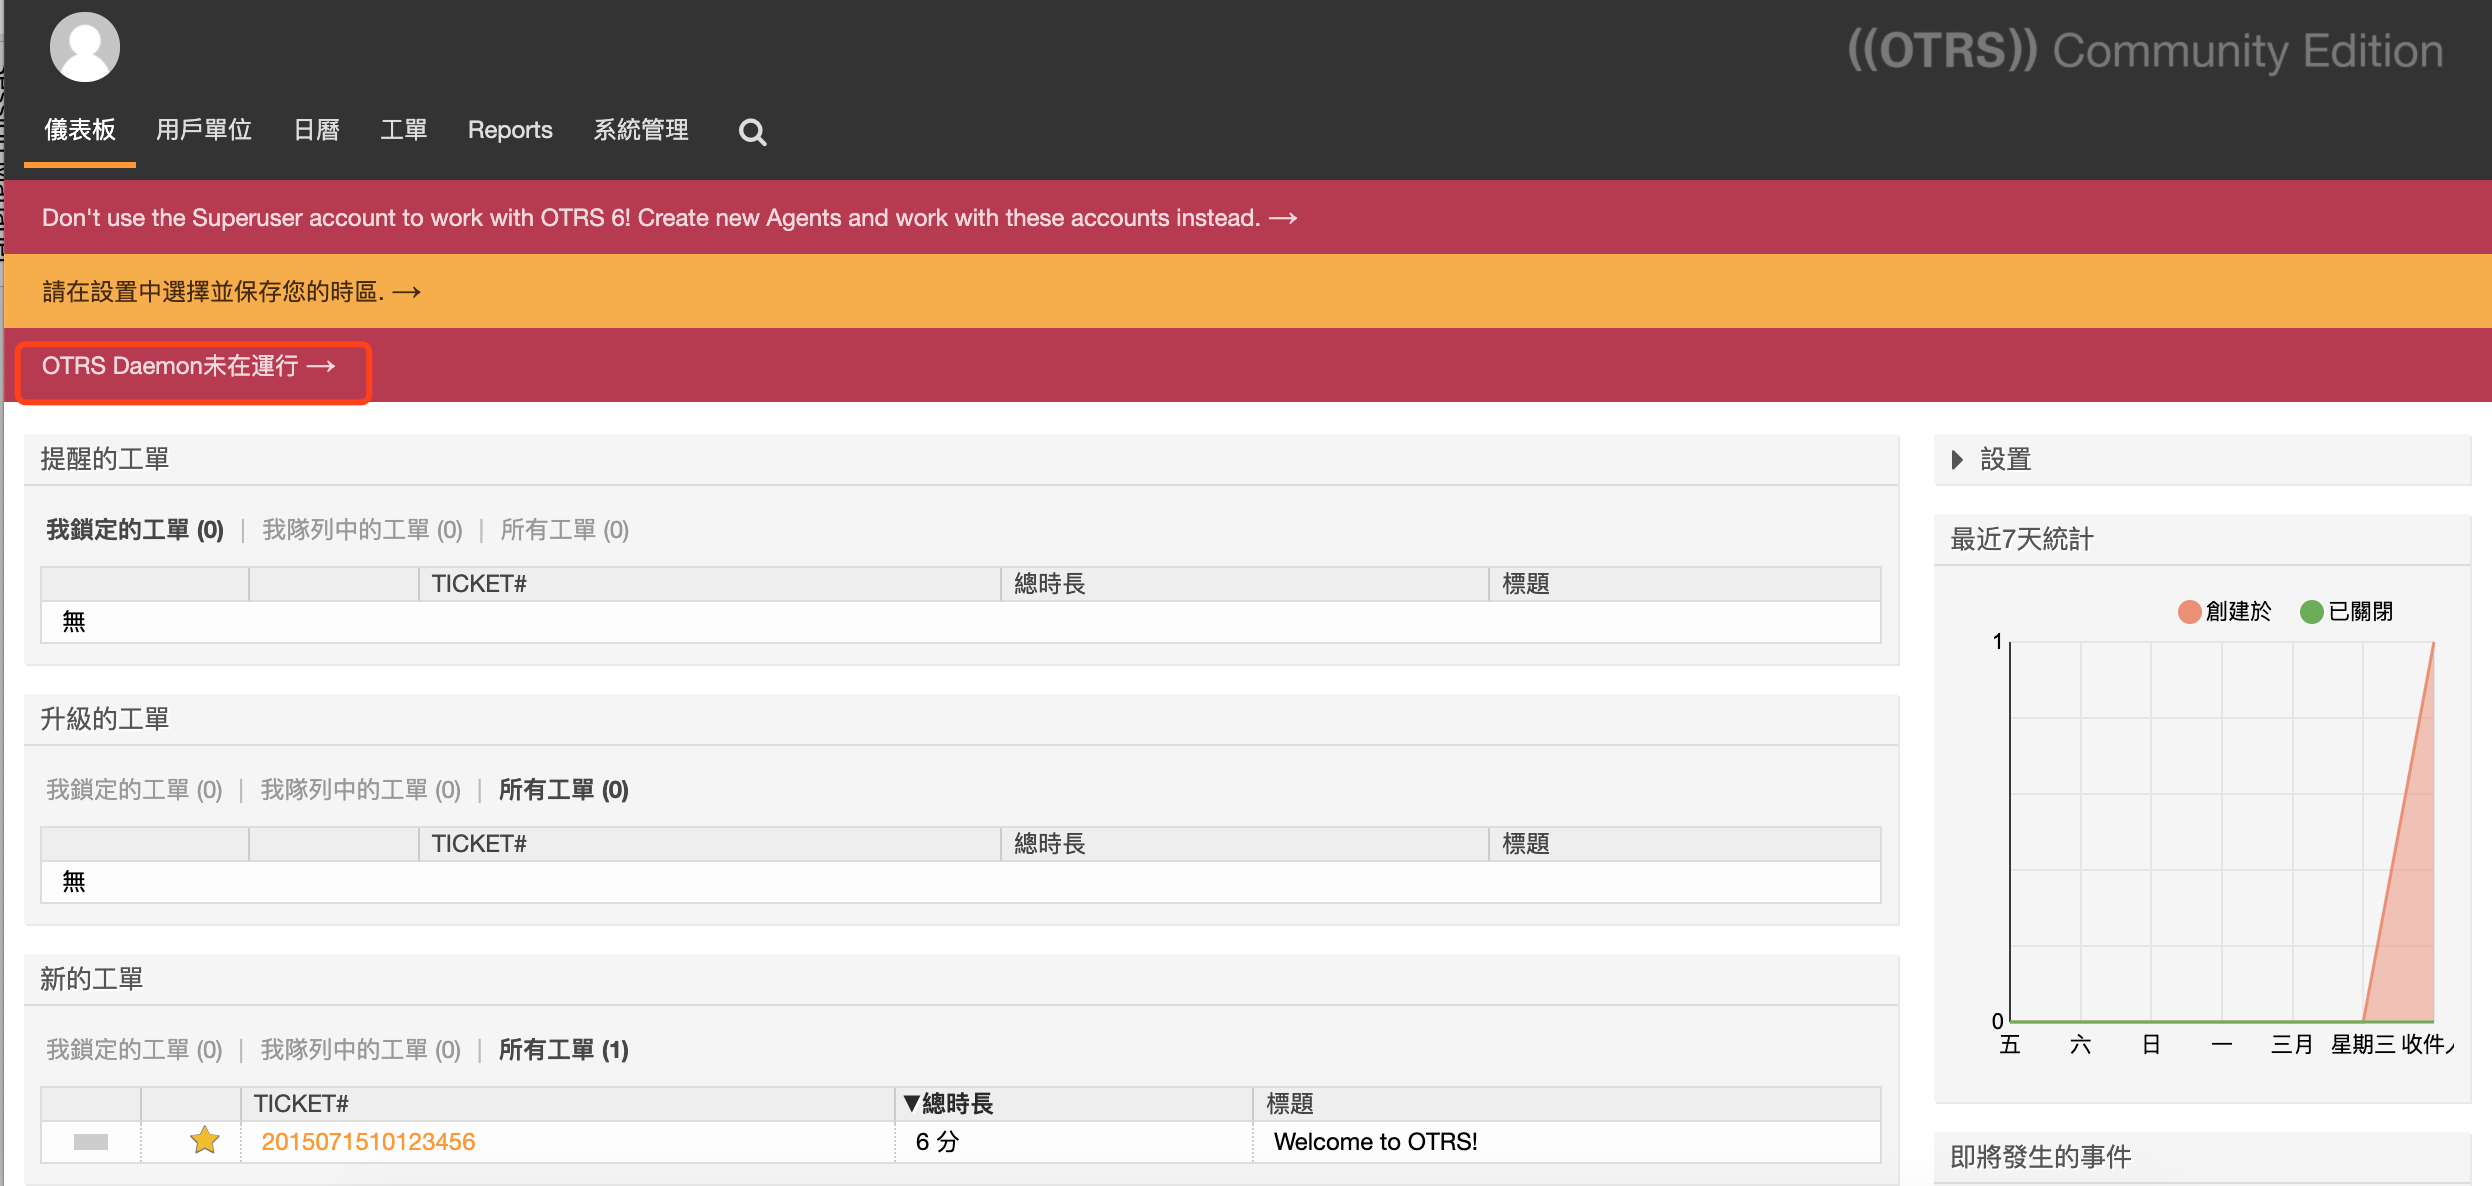 ((OTRS)) Community Edition
儀表板 用戶單位 日曆 工單 Reports 系統管理
Don't use the Superuser account to work with OTRS 6! Create new Agents and work with these accounts instead. →
請在設置中選擇並保存您的時區. →
OTRS Daemon未在運行 →
提醒的工單
我鎖定的工單 (0) | 我隊列中的工單 (0) | 所有工單 (0)
TICKET# 總時長 標題
無
升級的工單
我鎖定的工單 (0) | 我隊列中的工單 (0) | 所有工單 (0)
TICKET# 總時長 標題
無
新的工單
我鎖定的工單 (0) | 我隊列中的工單 (0) | 所有工單 (1)
TICKET# ▼總時長 標題
2015071510123456 6 分 Welcome to OTRS!
設置
最近7天統計
創建於 已關閉
1
0
五 六 日 一 三月 星期三 收件
即將發生的事件